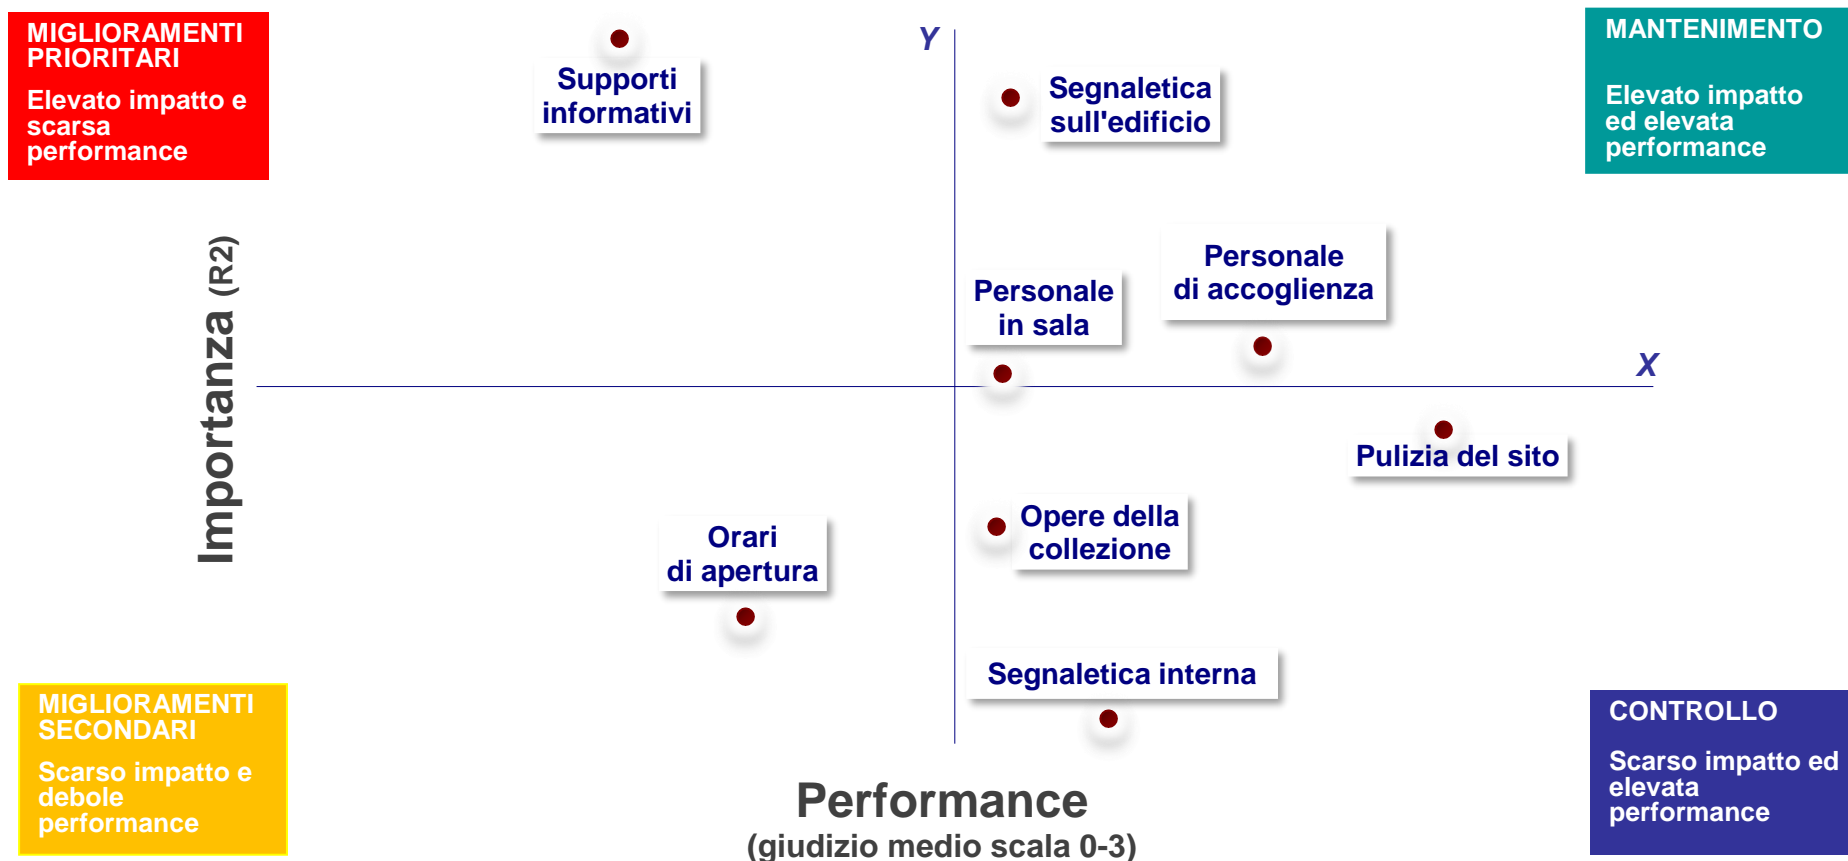 MIGLIORAMENTI
PRIORITARI
Elevato impatto e
scarsa
performance
Supporti
informativi
Y
Segnaletica
sull'edificio
MANTENIMENTO
Elevato impatto
ed elevata
performance
Importanza (R2)
Personale
in sala
Personale
di accoglienza
X
Pulizia del sito
Orari
di apertura
Opere della
collezione
Segnaletica interna
MIGLIORAMENTI
SECONDARI
Scarso impatto e
debole
performance
Performance
(giudizio medio scala 0-3)
CONTROLLO
Scarso impatto ed
elevata
performance